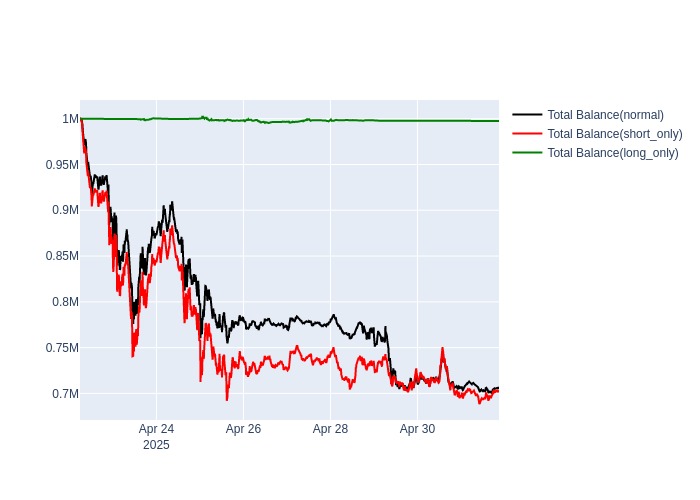 1M
0.95M
0.9M
0.85M
0.8M
0.75M
0.7M
Apr 24
2025
Apr 26
Apr 28
Apr 30
Total Balance(normal)
Total Balance(short_only)
Total Balance(long_only)